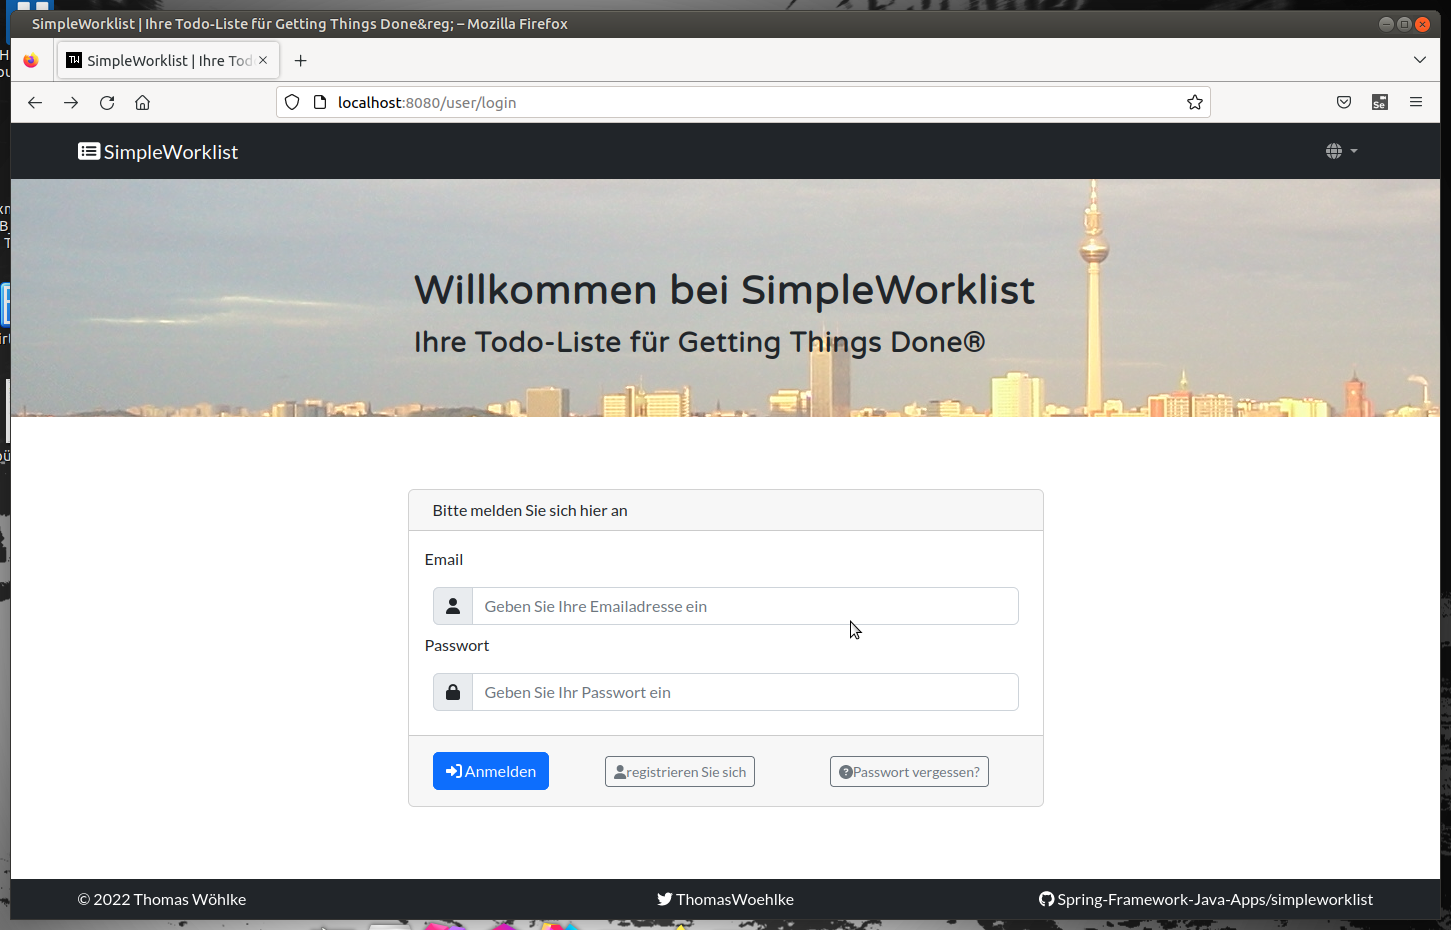 SimpleWorklist | Ihre Todo-Liste für Getting Things Done&reg; – Mozilla Firefox
SimpleWorklist | Ihre Tod
localhost:8080/user/login
SimpleWorklist
Willkommen bei SimpleWorklist
Ihre Todo-Liste für Getting Things Done®
Bitte melden Sie sich hier an
Email
Geben Sie Ihre Emailadresse ein
Passwort
Geben Sie Ihr Passwort ein
Anmelden
registrieren Sie sich
Passwort vergessen?
© 2022 Thomas Wöhlke
ThomasWoehlke
Spring-Framework-Java-Apps/simpleworklist